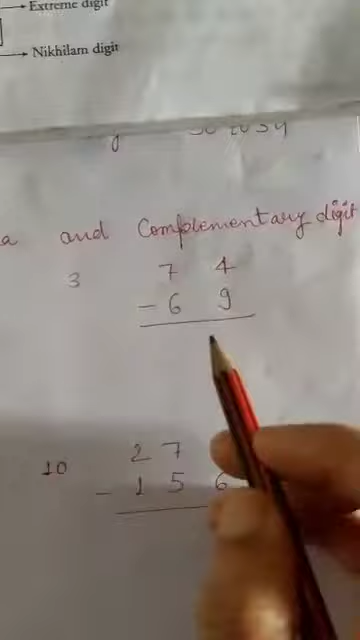 Extreme digit
Nikhilam digit
a and Complementary digit
3 7 4
- 6 9
10 2 7
- 1 5 6